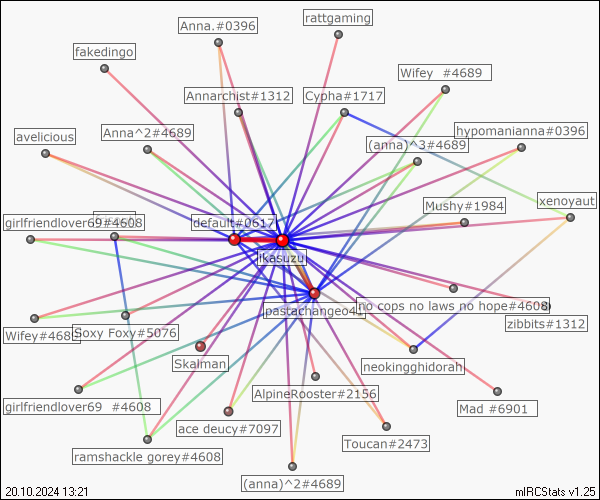 rattgaming
Anna.#0396
fakedingo
Wifey  #4689
Annarchist#1312
Cypha#1717
Anna^2#4689
hypomanianna#0396
avelicious
(anna)^3#4689
xenoyaut
Mushy#1984
girlfriendlover69#4608
default#0617
ikasuzu
no cops no laws no hope#4608
pastachangeo4
zibbits#1312
Wifey#468
Soxy Foxy#5076
Skalman
neokingghidorah
AlpineRooster#2156
girlfriendlover69  #4608
Mad #6901
ace deucy#7097
Toucan#2473
ramshackle gorey#4608
(anna)^2#4689
20.10.2024 13:21
mIRCStats v1.25